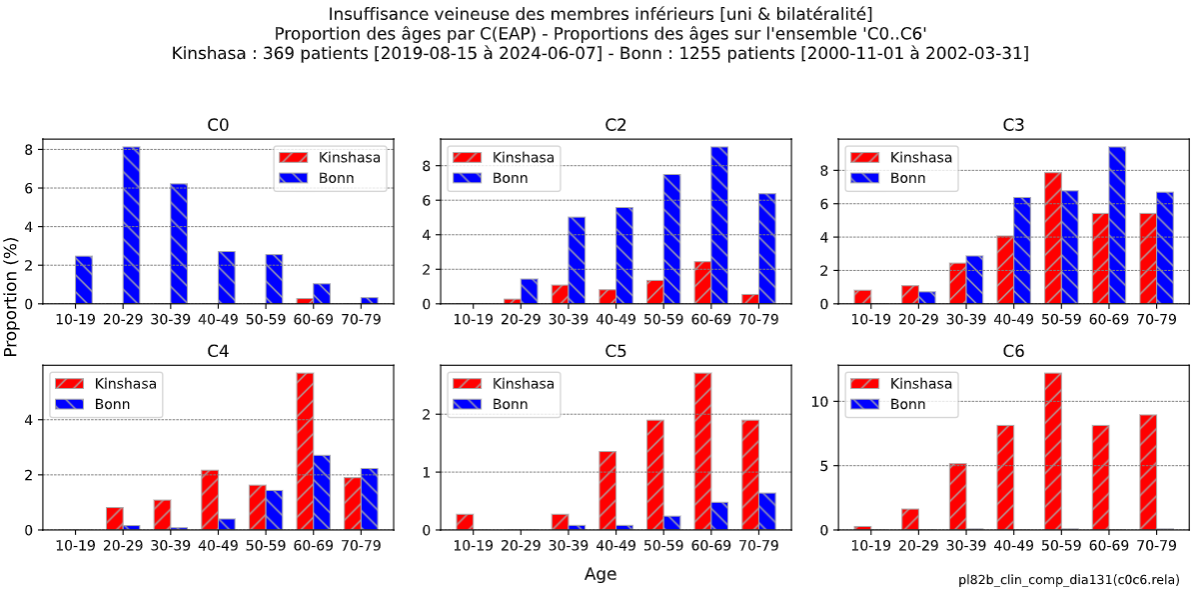 Insuffisance veineuse des membres inférieurs [uni & bilatéralité]
Proportion des âges par C(EAP) - Proportions des âges sur l'ensemble 'C0..C6'
Kinshasa : 369 patients [2019-08-15 à 2024-06-07] - Bonn : 1255 patients [2000-11-01 à 2002-03-31]
Proportion (%)
C0
8
6
4
2
0
Kinshasa
Bonn
10-19 20-29 30-39 40-49 50-59 60-69 70-79
C2
8
6
4
2
0
Kinshasa
Bonn
10-19 20-29 30-39 40-49 50-59 60-69 70-79
C3
8
6
4
2
0
Kinshasa
Bonn
10-19 20-29 30-39 40-49 50-59 60-69 70-79
C4
4
2
0
Kinshasa
Bonn
10-19 20-29 30-39 40-49 50-59 60-69 70-79
C5
2
1
0
Kinshasa
Bonn
10-19 20-29 30-39 40-49 50-59 60-69 70-79
C6
10
5
0
Kinshasa
Bonn
10-19 20-29 30-39 40-49 50-59 60-69 70-79
Age
pl82b_clin_comp_dia131(c0c6.rela)